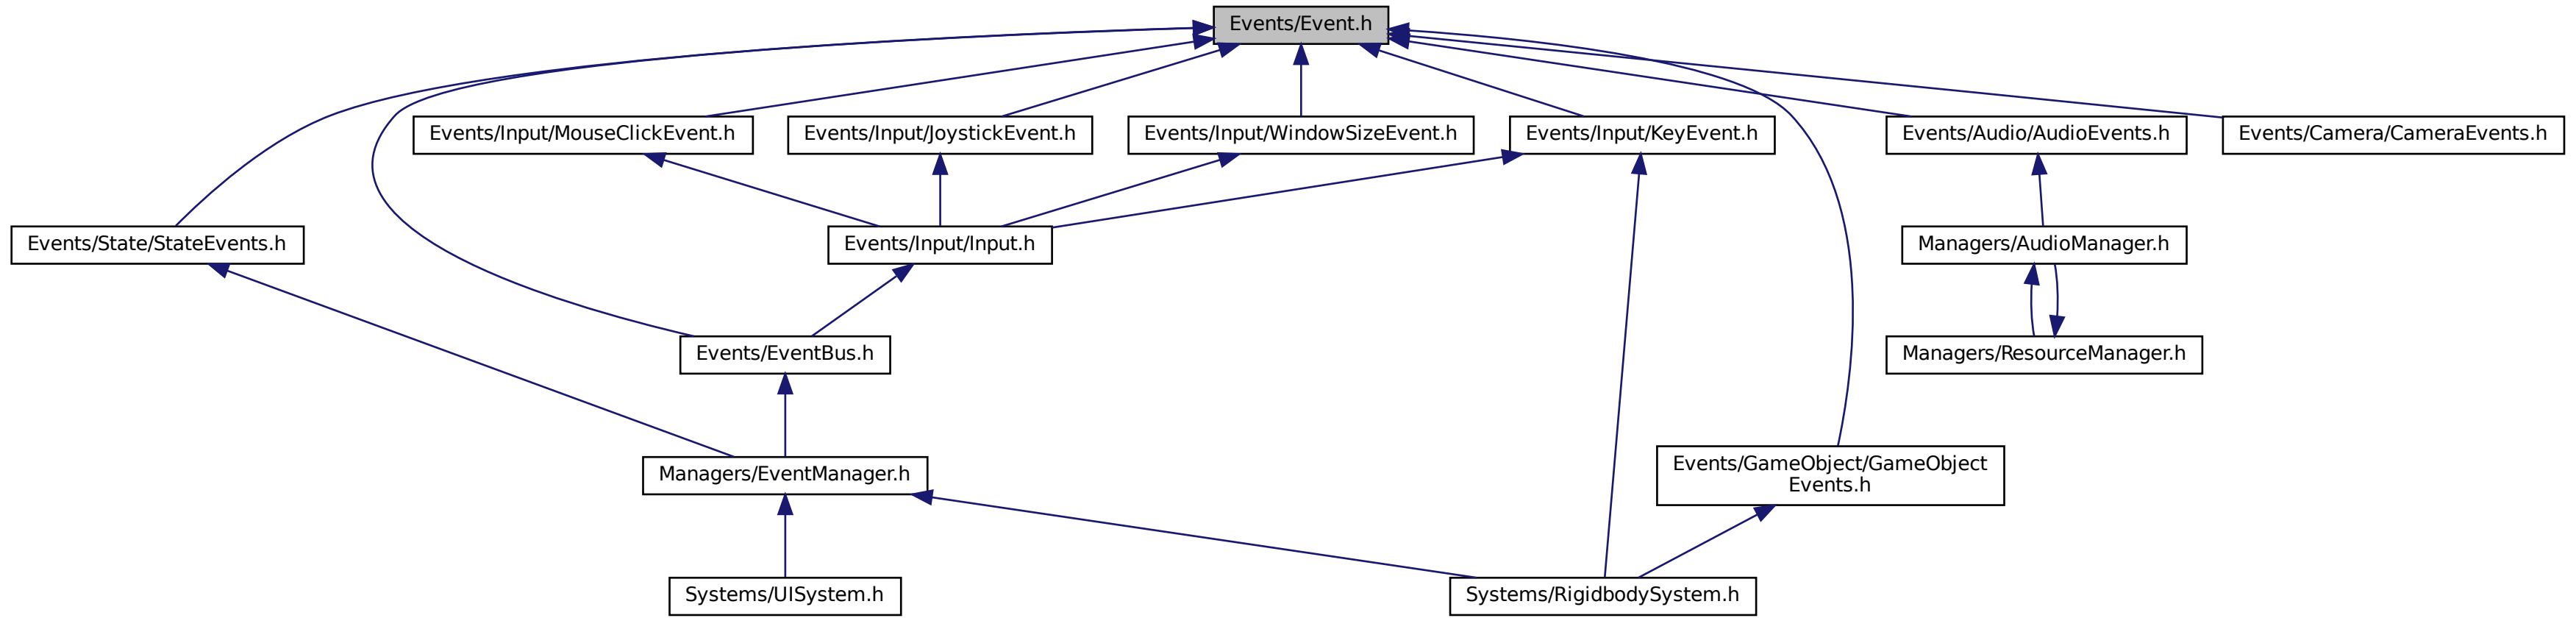 Events/Event.h
Events/Input/MouseClickEvent.h
Events/Input/JoystickEvent.h
Events/Input/WindowSizeEvent.h
Events/Input/KeyEvent.h
Events/Audio/AudioEvents.h
Events/Camera/CameraEvents.h
Events/State/StateEvents.h
Events/Input/Input.h
Managers/AudioManager.h
Events/EventBus.h
Managers/ResourceManager.h
Managers/EventManager.h
Events/GameObject/GameObject
Events.h
Systems/UISystem.h
Systems/RigidbodySystem.h